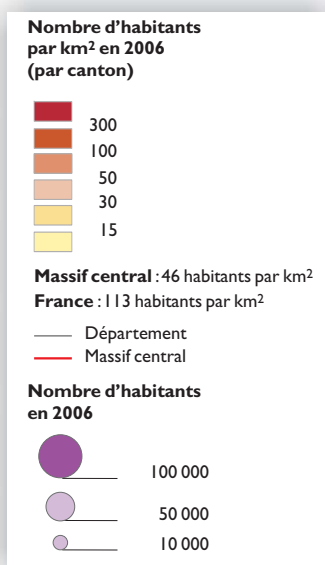 Nombre d'habitants
par km² en 2006
(par canton)
300
100
50
30
15
Massif central : 46 habitants par km²
France : 113 habitants par km²
Département
Massif central
Nombre d'habitants
en 2006
100 000
50 000
10 000